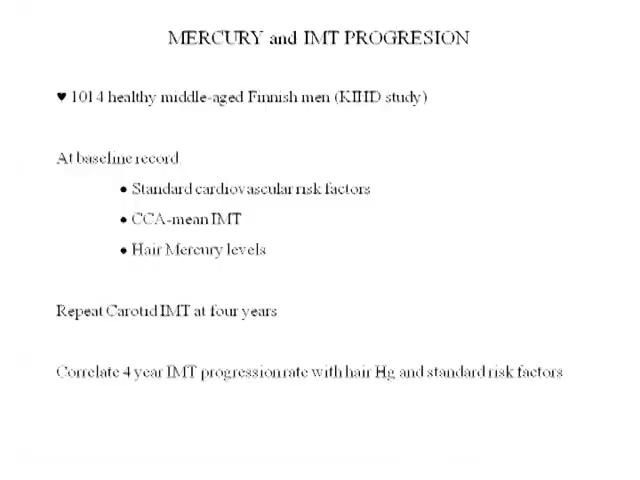 MERCURY and IMT PROGRESION
♥ 1014 healthy middle-aged Finnish men (KIHD study)
At baseline record
• Standard cardiovascular risk factors
• CCA-mean IMT
• Hair Mercury levels
Repeat Carotid IMT at four years
Correlate 4 year IMT progression rate with hair Hg and standard risk factors